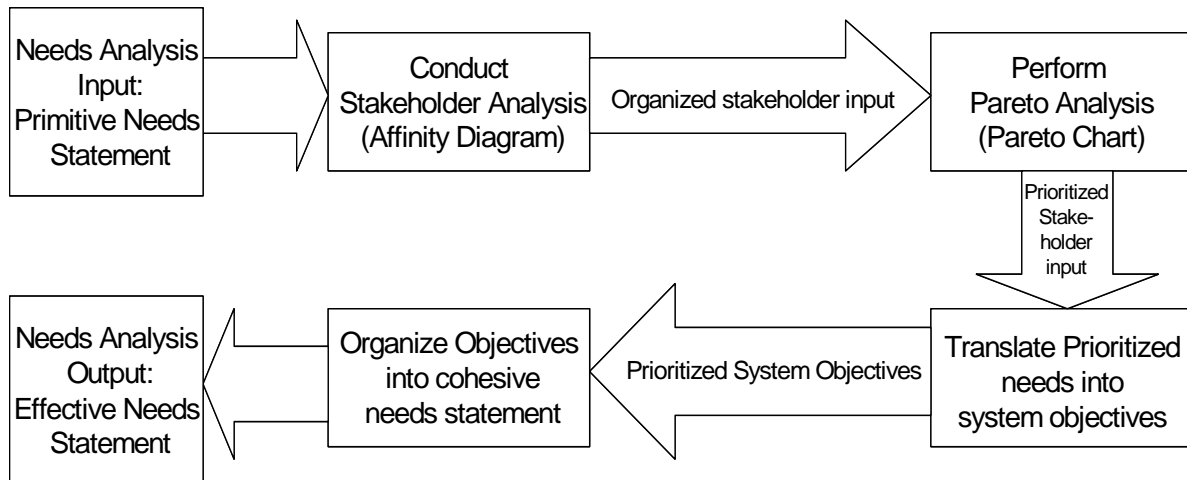 Needs Analysis
Input:
Primitive Needs
Statement
Conduct
Stakeholder Analysis
(Affinity Diagram)
Organized stakeholder input
Perform
Pareto Analysis
(Pareto Chart)
Prioritized
Stake-
holder
input
Translate Prioritized
needs into
system objectives
Prioritized System Objectives
Organize Objectives
into cohesive
needs statement
Needs Analysis
Output:
Effective Needs
Statement